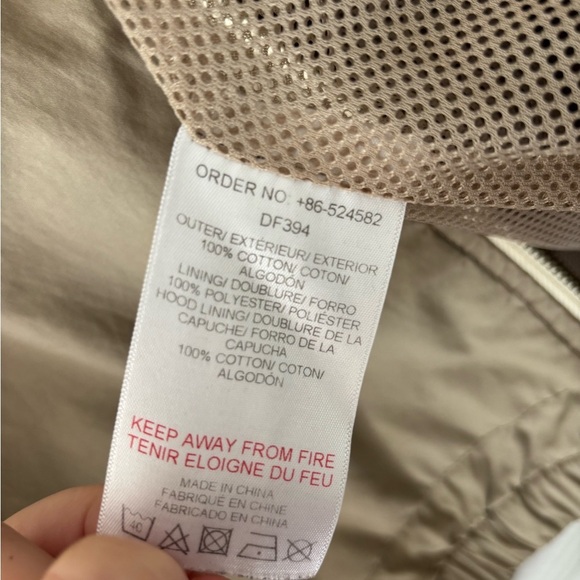 ORDER NO: +86-524582
DF394
OUTER/ EXTÉRIEUR/ EXTERIOR
100% COTTON/ COTON/
ALGODÓN
LINING/ DOUBLURE/ FORRO
100% POLYESTER/ POLIÉSTER
HOOD LINING/ DOUBLURE DE LA
CAPUCHE/ FORRO DE LA
CAPUCHA
100% COTTON/ COTON/
ALGODÓN
KEEP AWAY FROM FIRE
TENIR ELOIGNE DU FEU
MADE IN CHINA
FABRIQUÉ EN CHINE
FABRICADO EN CHINA
40